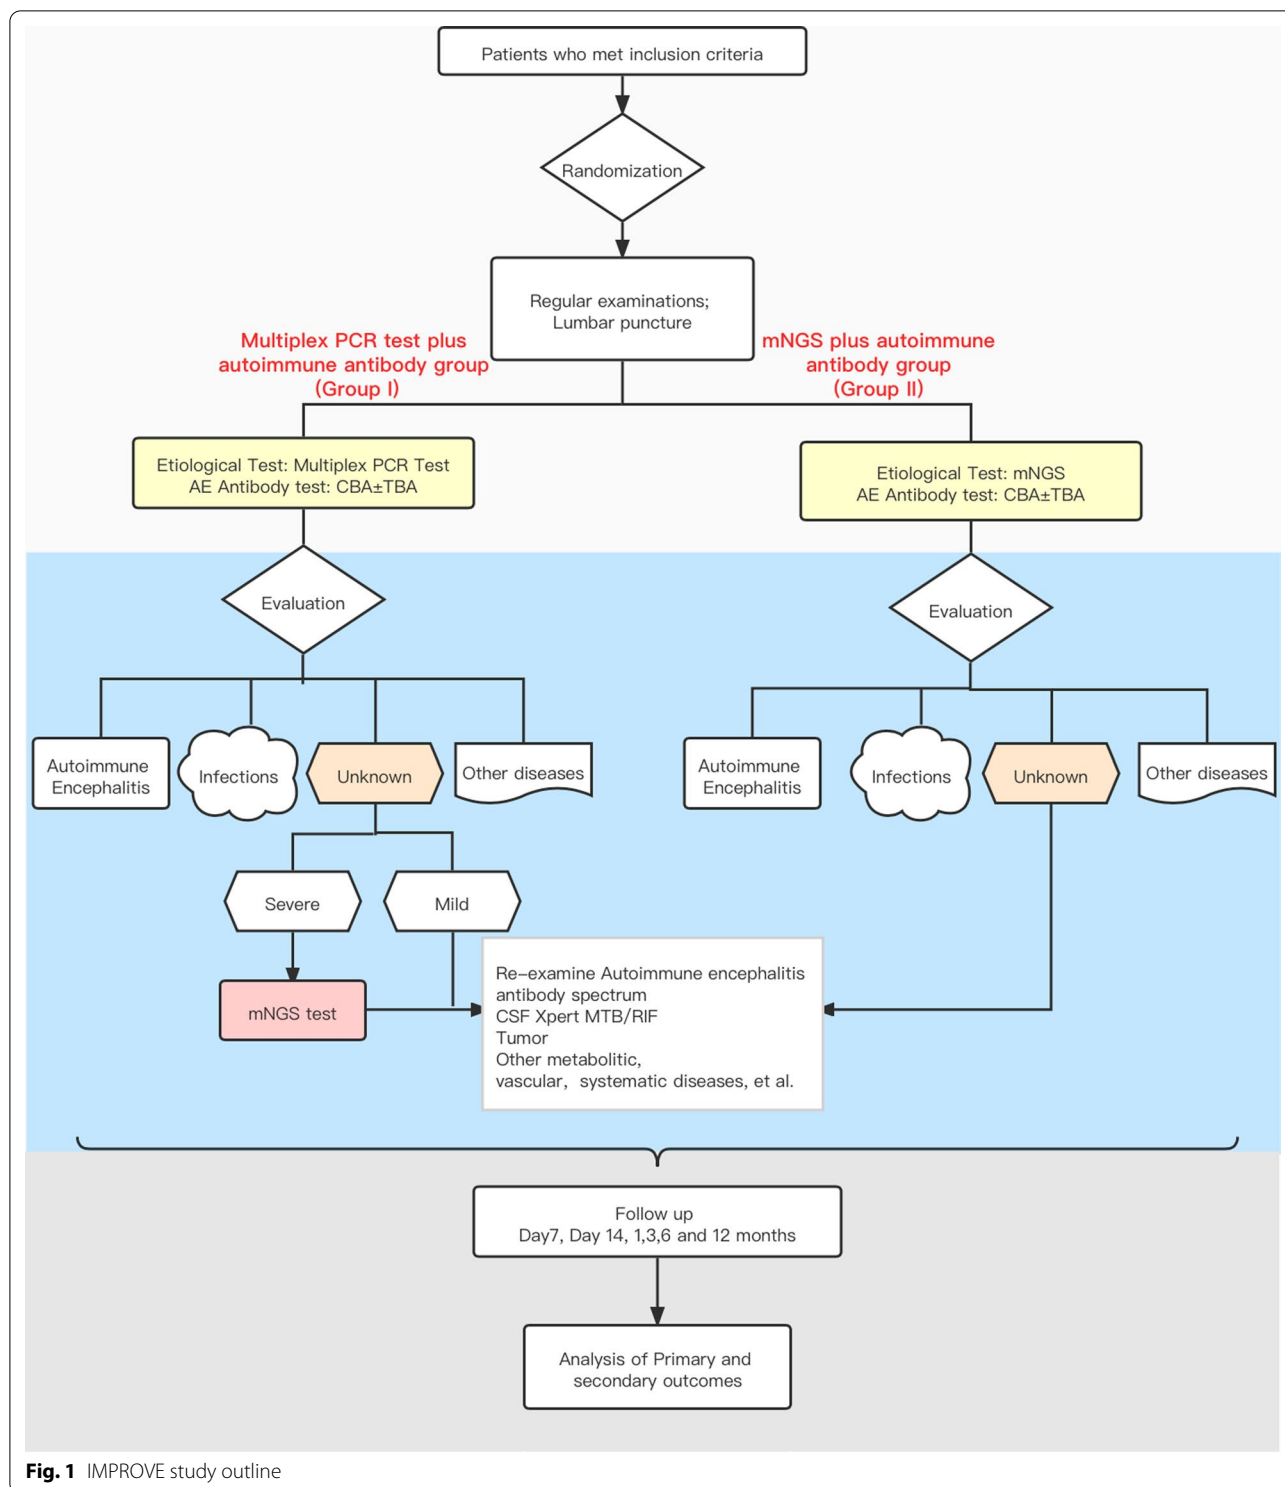 Patients who met inclusion criteria
Randomization
Regular examinations;
Lumbar puncture
Multiplex PCR test plus
autoimmune antibody group
(Group I)
mNGS plus autoimmune
antibody group
(Group II)
Etiological Test: Multiplex PCR Test
AE Antibody test: CBA±TBA
Etiological Test: mNGS
AE Antibody test: CBA±TBA
Evaluation
Evaluation
Autoimmune
Encephalitis
Infections
Unknown
Other diseases
Autoimmune
Encephalitis
Infections
Unknown
Other diseases
Severe
Mild
mNGS test
Re-examine Autoimmune encephalitis
antibody spectrum
CSF Xpert MTB/RIF
Tumor
Other metabolitic,
vascular, systematic diseases, et al.
Follow up
Day7, Day 14, 1,3,6 and 12 months
Analysis of Primary and
secondary outcomes
Fig. 1 IMPROVE study outline